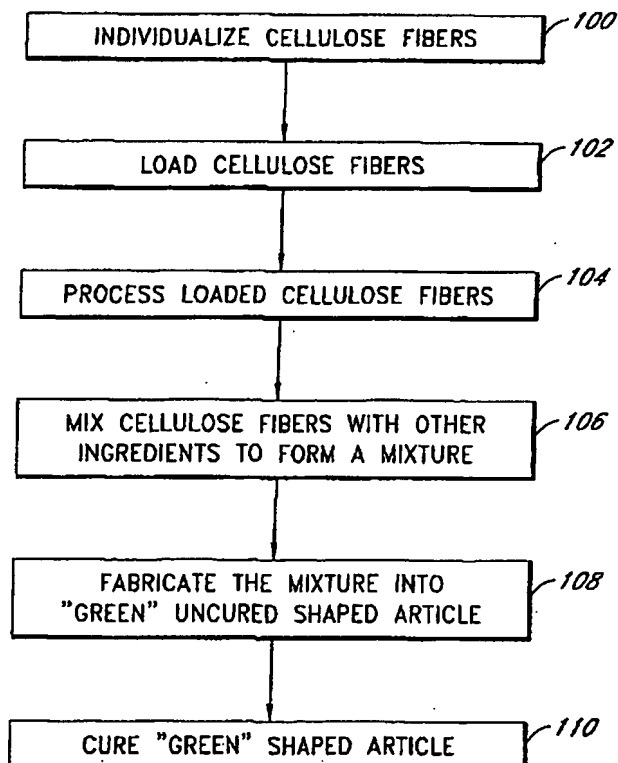 INDIVIDUALIZE CELLULOSE FIBERS 100
LOAD CELLULOSE FIBERS 102
PROCESS LOADED CELLULOSE FIBERS 104
MIX CELLULOSE FIBERS WITH OTHER 106
INGREDIENTS TO FORM A MIXTURE
FABRICATE THE MIXTURE INTO 108
"GREEN" UNCURED SHAPED ARTICLE
CURE "GREEN" SHAPED ARTICLE 110